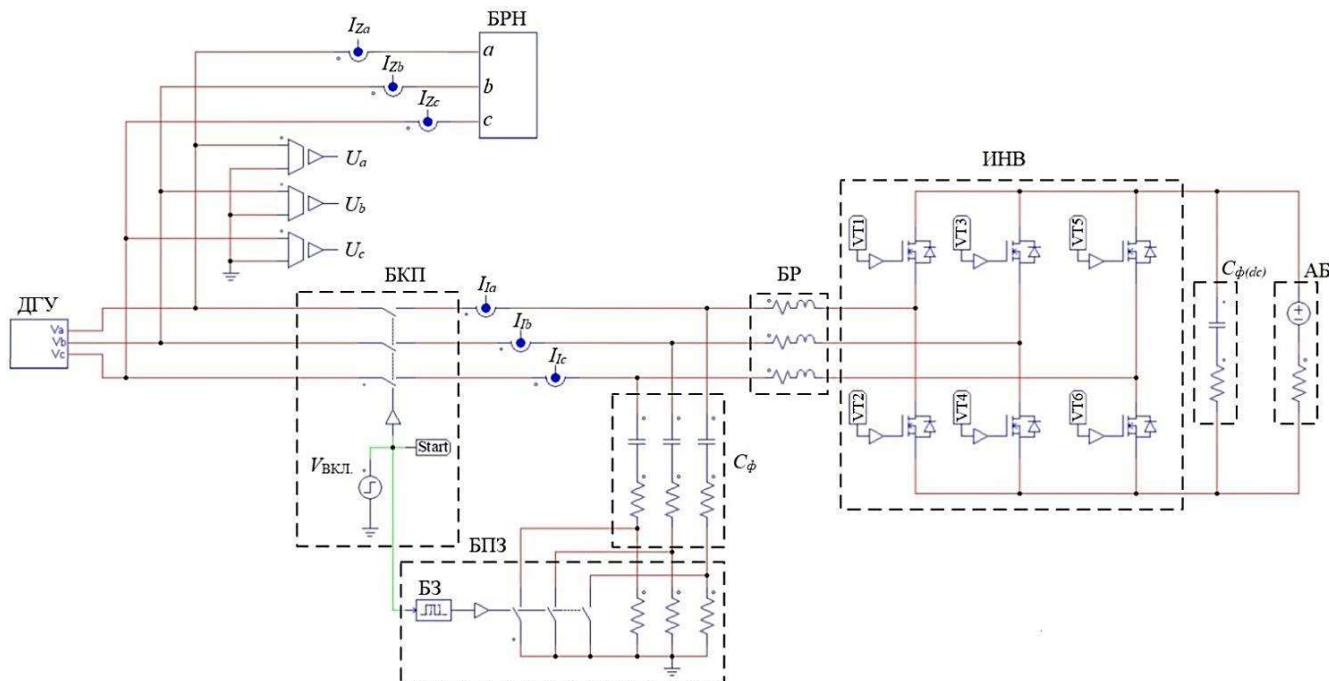 I_Za
БРН
a
I_Zb
b
I_Zc
c
U_a
U_b
U_c
ИНВ
VT1
VT3
VT5
БКП
I_Ia
БР
C_ф(dc)
АБ
ДГУ
Va
Vb
Vc
I_Ib
I_Ic
VT2
VT4
VT6
Start
V_ВКЛ.
C_ф
БПЗ
БЗ